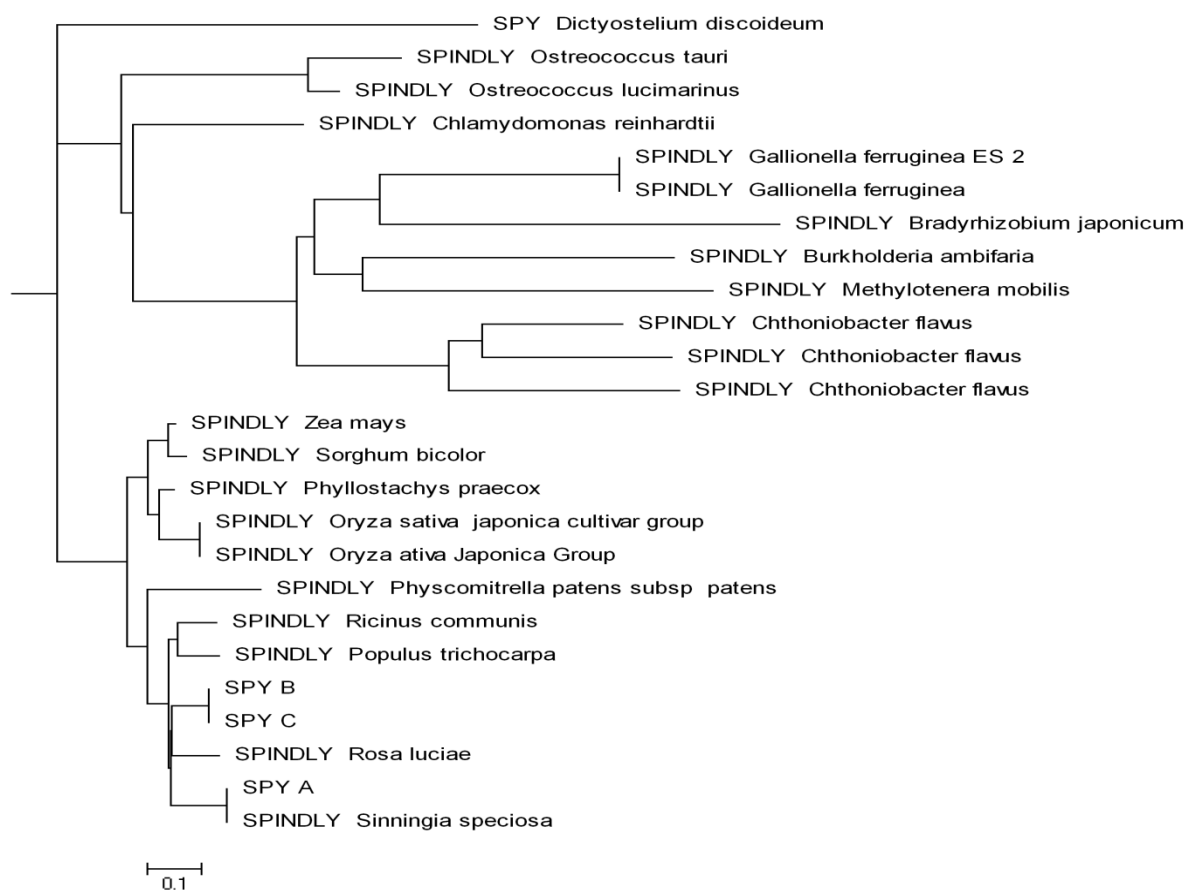 SPY Dictyostelium discoideum
SPINDLY Ostreococcus tauri
SPINDLY Ostreococcus lucimarinus
SPINDLY Chlamydomonas reinhardtii
SPINDLY Gallionella ferruginea ES 2
SPINDLY Gallionella ferruginea
SPINDLY Bradyrhizobium japonicum
SPINDLY Burkholderia ambifaria
SPINDLY Methylotenera mobilis
SPINDLY Chthoniobacter flavus
SPINDLY Chthoniobacter flavus
SPINDLY Chthoniobacter flavus
SPINDLY Zea mays
SPINDLY Sorghum bicolor
SPINDLY Phyllostachys praecox
SPINDLY Oryza sativa japonica cultivar group
SPINDLY Oryza ativa Japonica Group
SPINDLY Physcomitrella patens subsp patens
SPINDLY Ricinus communis
SPINDLY Populus trichocarpa
SPY B
SPY C
SPINDLY Rosa luciae
SPY A
SPINDLY Sinningia speciosa
0.1